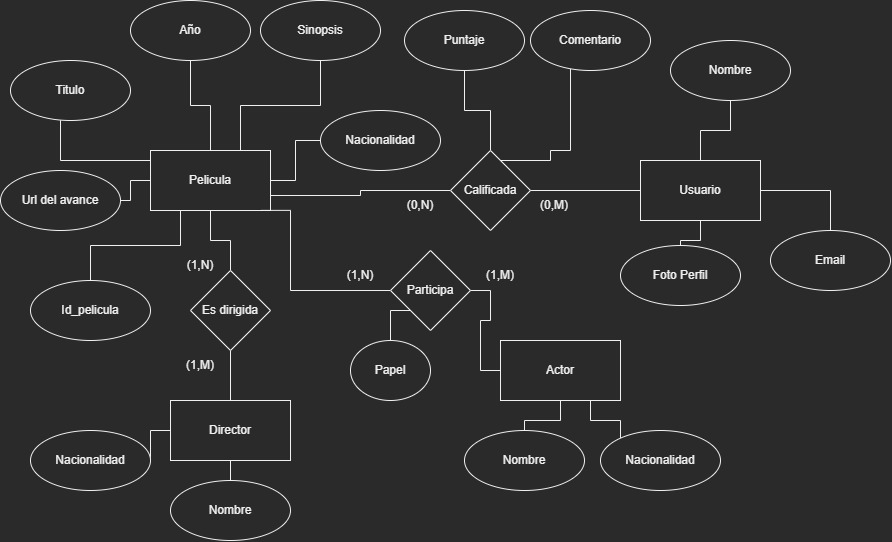 Año
Sinopsis
Puntaje
Comentario
Nombre
Titulo
Nacionalidad
Pelicula
Calificada
Usuario
Url del avance
(0,N)
(0,M)
Email
(1,N)
(1,N)
(1,M)
Foto Perfil
Participa
Id_pelicula
Es dirigida
(1,M)
Papel
Actor
Director
Nacionalidad
Nombre
Nacionalidad
Nombre